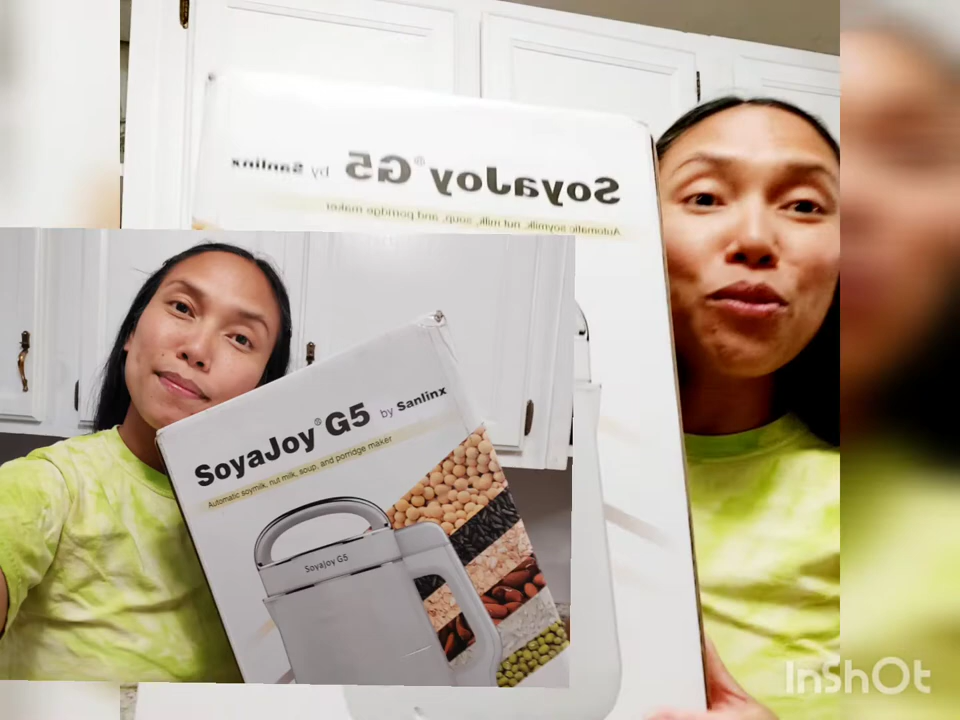 SoyaJoy® G5 by Sanlinx
Automatic soymilk, nut milk, soup, and porridge maker
SoyaJoy® G5 by Sanlinx
Automatic soymilk, nut milk, soup, and porridge maker
SoyaJoy G5
InShOt